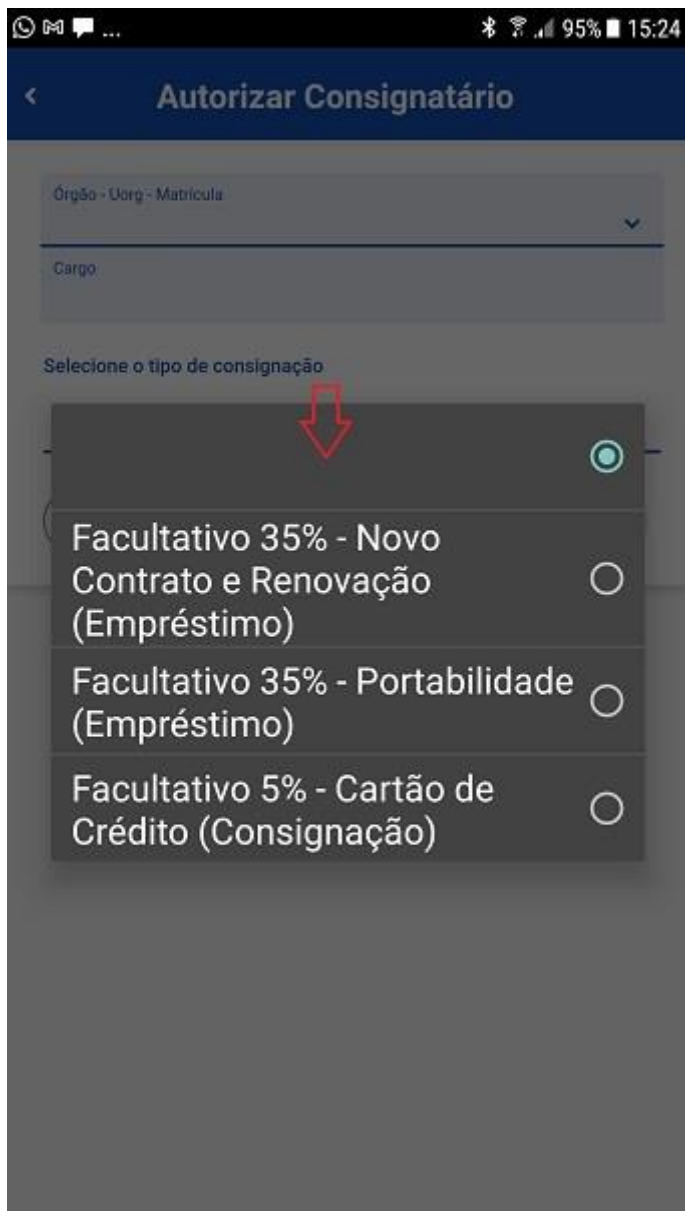 ... 95% 15:24
Autorizar Consignatário
Órgão - Uorg - Matrícula
Cargo
Selecione o tipo de consignação
Facultativo 35% - Novo
Contrato e Renovação
(Empréstimo)
Facultativo 35% - Portabilidade
(Empréstimo)
Facultativo 5% - Cartão de
Crédito (Consignação)